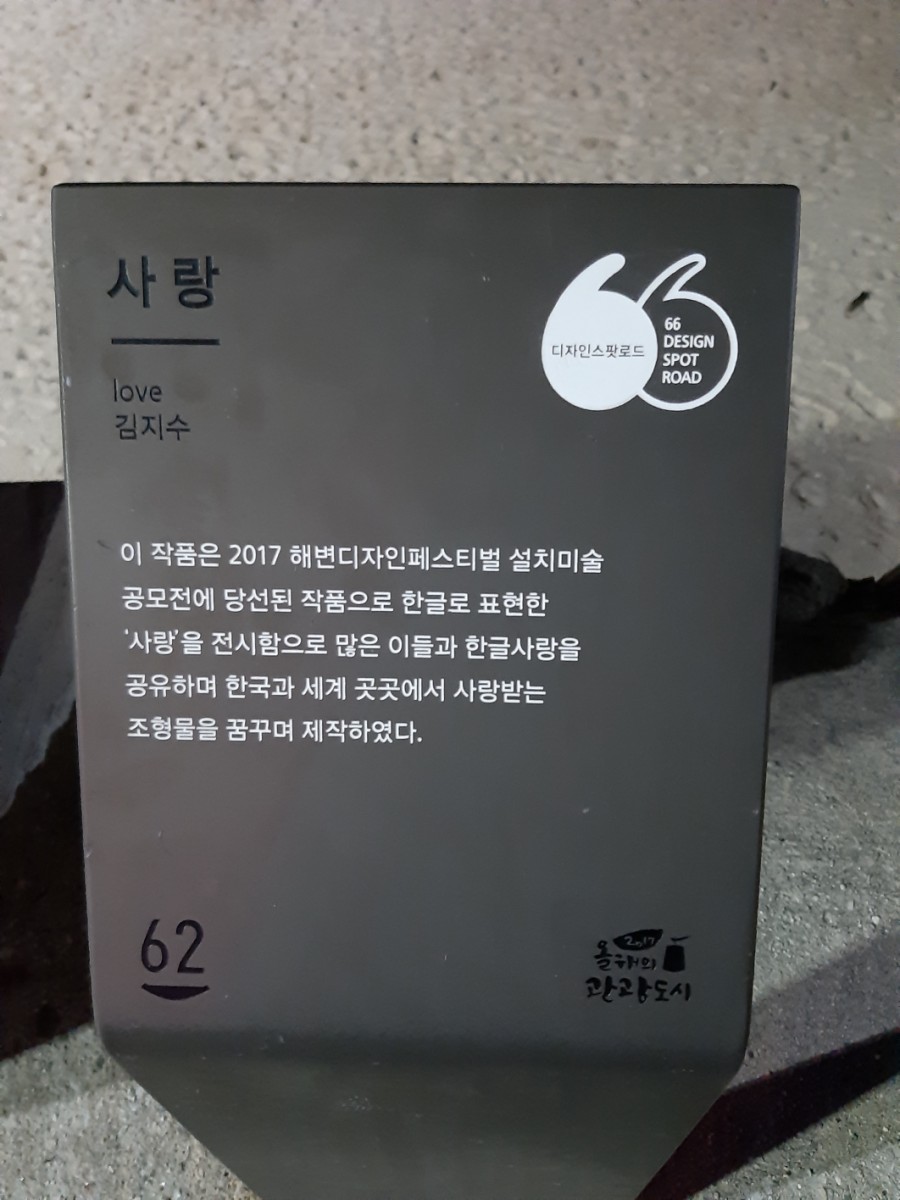 사랑
love
김지수
디자인스팟로드
66
DESIGN
SPOT
ROAD
이 작품은 2017 해변디자인페스티벌 설치미술
공모전에 당선된 작품으로 한글로 표현한
'사랑'을 전시함으로 많은 이들과 한글사랑을
공유하며 한국과 세계 곳곳에서 사랑받는
조형물을 꿈꾸며 제작하였다.
62
2017
올해의
관광도시